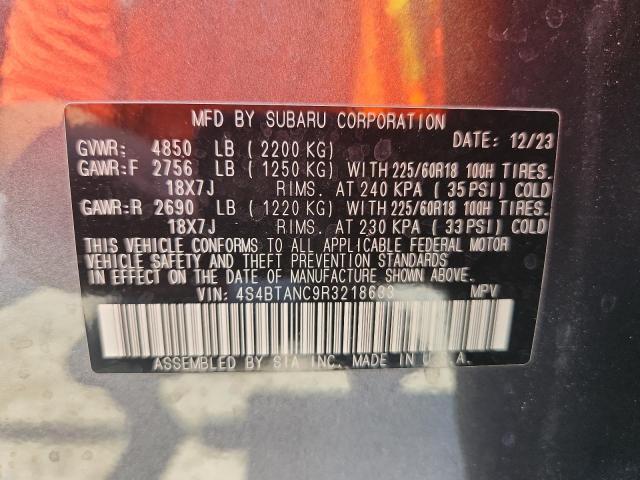 MFD BY SUBARU CORPORATION
GVWR: 4850 LB (2200 KG) DATE: 12/23
GAWR:F 2756 LB (1250 KG) WITH 225/60R18 100H TIRES.
18X7J RIMS. AT 240 KPA (35 PSI) COLD
GAWR:R 2690 LB (1220 KG) WITH 225/60R18 100H TIRES.
18X7J RIMS. AT 230 KPA (33 PSI) COLD
THIS VEHICLE CONFORMS TO ALL APPLICABLE FEDERAL MOTOR
VEHICLE SAFETY AND THEFT PREVENTION STANDARDS
IN EFFECT ON THE DATE OF MANUFACTURE SHOWN ABOVE.
VIN: 4S4BTANC9R3218633 MPV
ASSEMBLED BY SIA INC. MADE IN U.S.A.